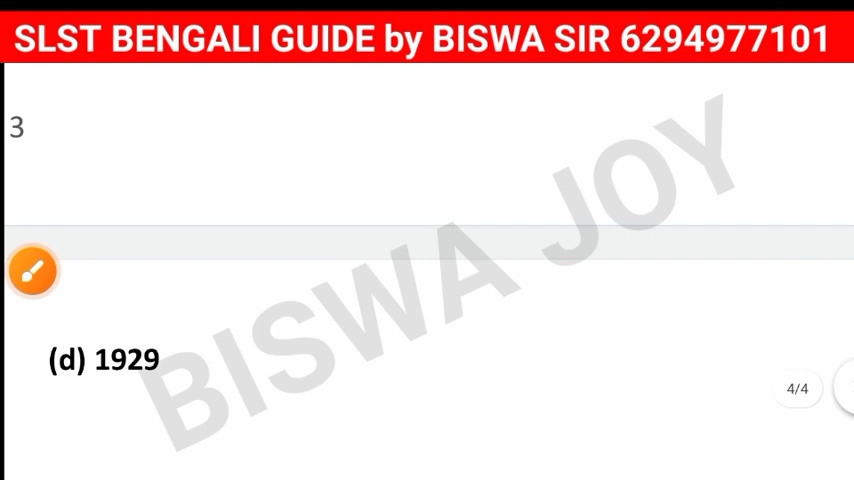 SLST BENGALI GUIDE by BISWA SIR 6294977101
3
BISWA JOY
(d) 1929
4/4